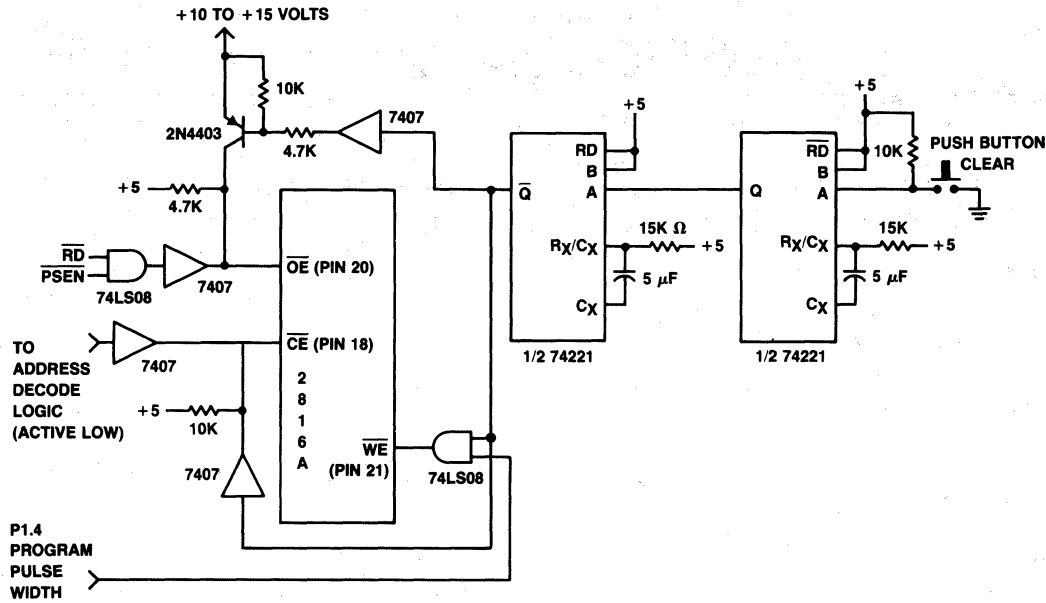 +10 TO +15 VOLTS
10K
7407
2N4403
4.7K
+5
4.7K
RD
PSEN
74LS08
7407
OE (PIN 20)
TO
ADDRESS
DECODE
LOGIC
(ACTIVE LOW)
7407
CE (PIN 18)
2
8
1
6
A
+5
10K
7407
WE
(PIN 21)
74LS08
P1.4
PROGRAM
PULSE
WIDTH
+5
RD
B
Q
A
15K Ω
RX/CX
+5
5 μF
CX
1/2 74221
+5
RD
B
10K
PUSH BUTTON
CLEAR
Q
A
15K
RX/CX
+5
5 μF
CX
1/2 74221